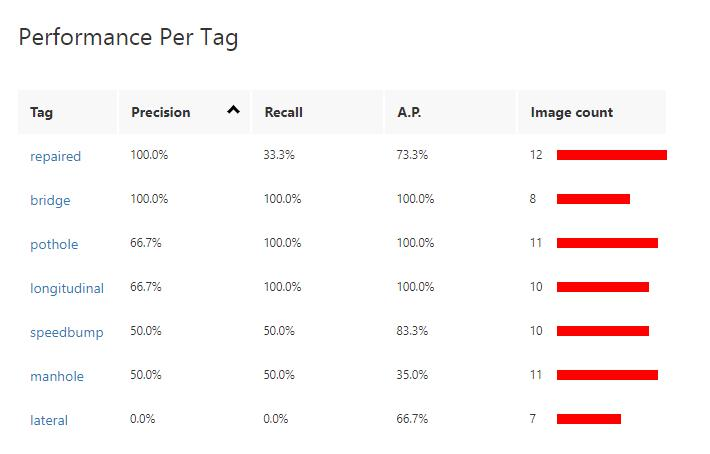 Performance Per Tag
Tag Precision Recall A.P. Image count
repaired 100.0% 33.3% 73.3% 12
bridge 100.0% 100.0% 100.0% 8
pothole 66.7% 100.0% 100.0% 11
longitudinal 66.7% 100.0% 100.0% 10
speedbump 50.0% 50.0% 83.3% 10
manhole 50.0% 50.0% 35.0% 11
lateral 0.0% 0.0% 66.7% 7